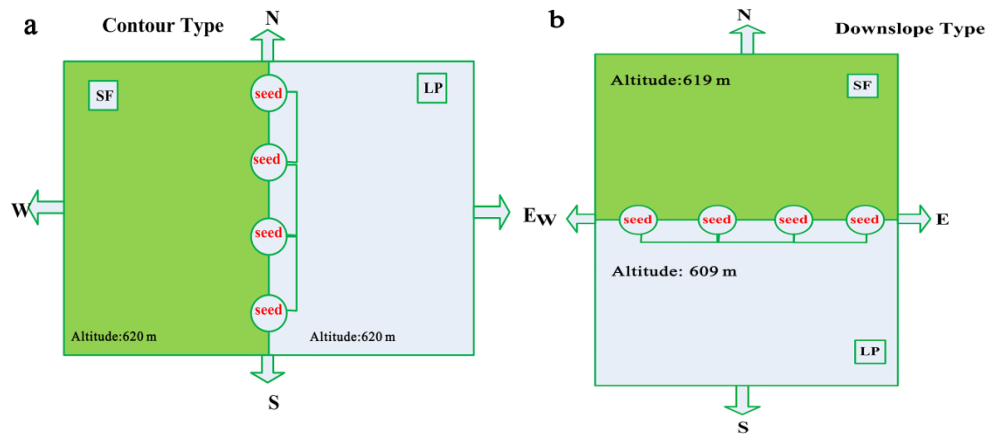 a
Contour Type
N
SF
LP
seed
seed
seed
seed
W
E
Altitude:620 m
Altitude:620 m
S
b
Downslope Type
N
Altitude:619 m
SF
W
seed
seed
seed
seed
E
Altitude: 609 m
LP
S